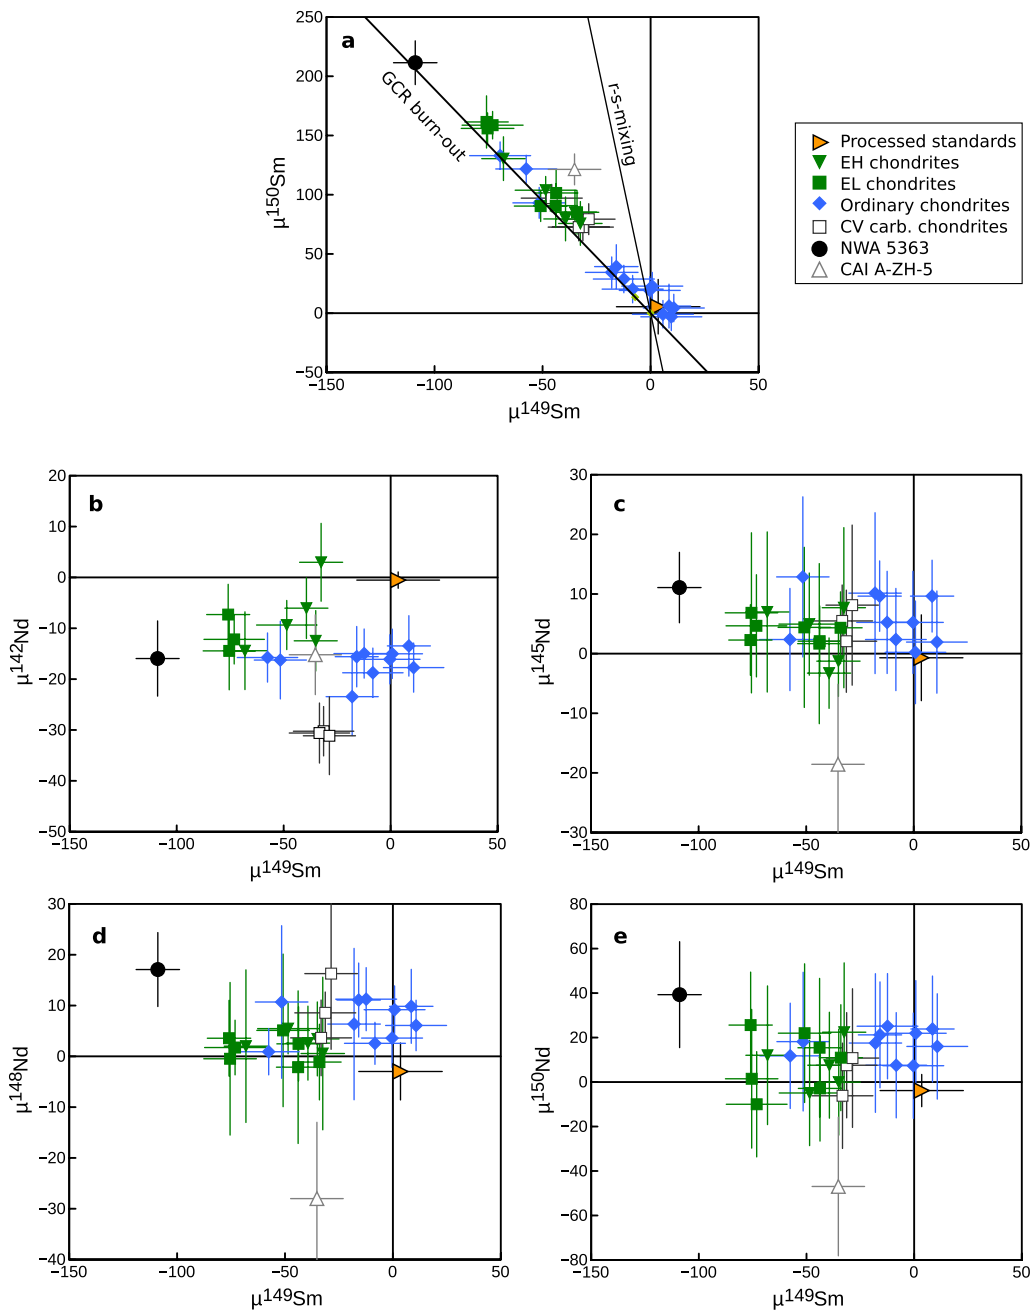 a
250
200
150
100
50
0
−50
−150
−100
−50
0
50
μ150Sm
μ149Sm
GCR burn-out
r-s-mixing
Processed standards
EH chondrites
EL chondrites
Ordinary chondrites
CV carb. chondrites
NWA 5363
CAI A-ZH-5
b
20
10
0
−10
−20
−30
−40
−50
−150
−100
−50
0
50
μ142Nd
μ149Sm
c
30
20
10
0
−10
−20
−30
−150
−100
−50
0
50
μ145Nd
μ149Sm
d
30
20
10
0
−10
−20
−30
−40
−150
−100
−50
0
50
μ148Nd
μ149Sm
e
80
60
40
20
0
−20
−40
−60
−80
−150
−100
−50
0
50
μ150Nd
μ149Sm